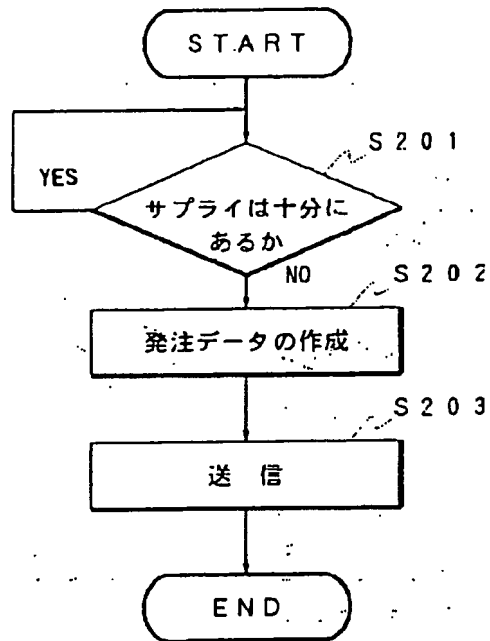 START
S201
YES
サプライは十分に
あるか
NO
S202
発注データの作成
S203
送信
END